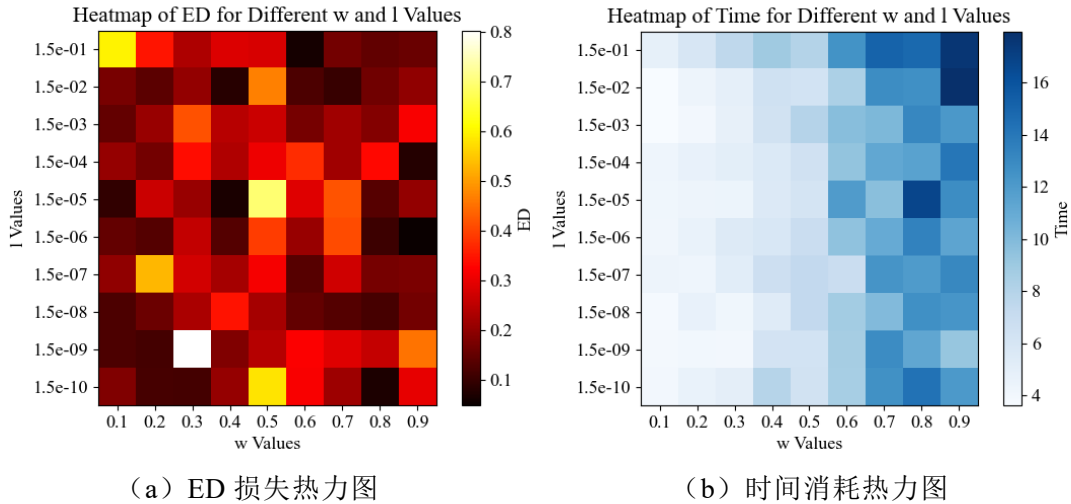 Heatmap of ED for Different w and l Values
1.5e-01
1.5e-02
1.5e-03
1.5e-04
1.5e-05
1.5e-06
1.5e-07
1.5e-08
1.5e-09
1.5e-10
l Values
0.1 0.2 0.3 0.4 0.5 0.6 0.7 0.8 0.9
w Values
0.8
0.7
0.6
0.5
0.4
0.3
0.2
0.1
ED
(a)ED 损失热力图
Heatmap of Time for Different w and l Values
1.5e-01
1.5e-02
1.5e-03
1.5e-04
1.5e-05
1.5e-06
1.5e-07
1.5e-08
1.5e-09
1.5e-10
l Values
0.1 0.2 0.3 0.4 0.5 0.6 0.7 0.8 0.9
w Values
16
14
12
10
8
6
4
Time
(b)时间消耗热力图